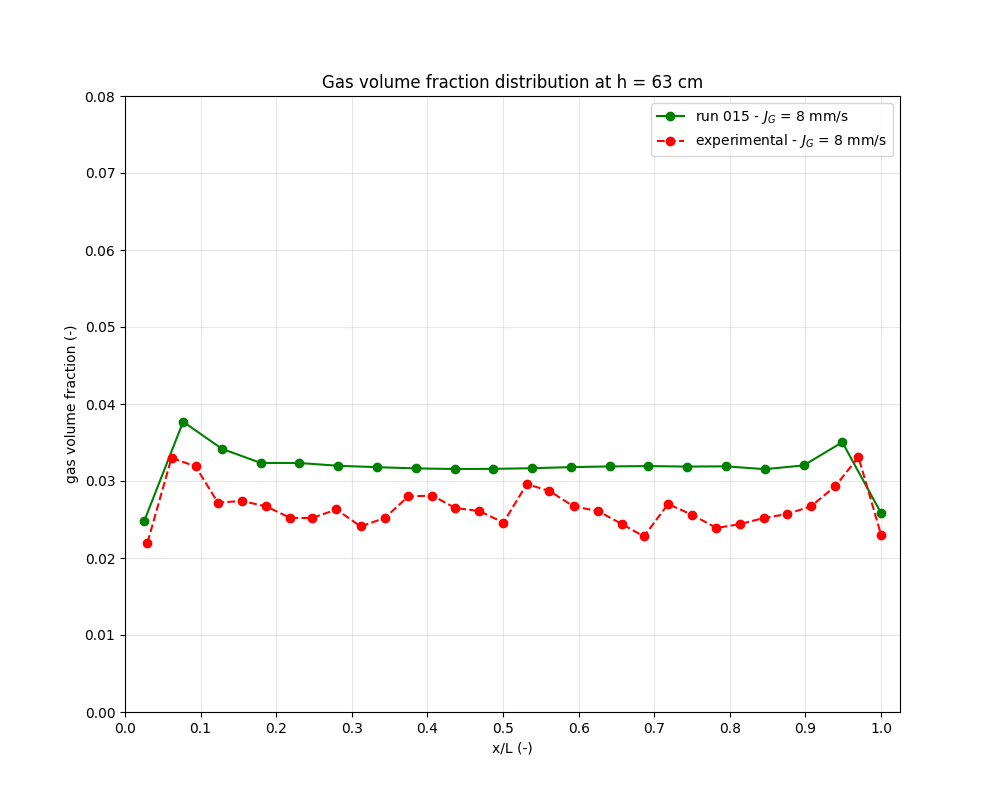 Gas volume fraction distribution at h = 63 cm
run 015 - J_G = 8 mm/s
experimental - J_G = 8 mm/s
gas volume fraction (-)
0.08
0.07
0.06
0.05
0.04
0.03
0.02
0.01
0.00
0.0 0.1 0.2 0.3 0.4 0.5 0.6 0.7 0.8 0.9 1.0
x/L (-)